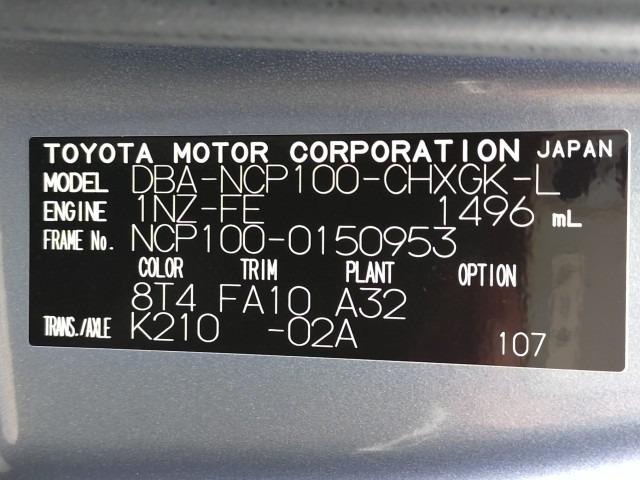 TOYOTA MOTOR CORPORATION JAPAN
MODEL DBA-NCP100-CHXGK-L
ENGINE 1NZ-FE 1496 mL
FRAME No. NCP100-0150953
COLOR TRIM PLANT OPTION
8T4 FA10 A32
TRANS./AXLE K210 -02A 107